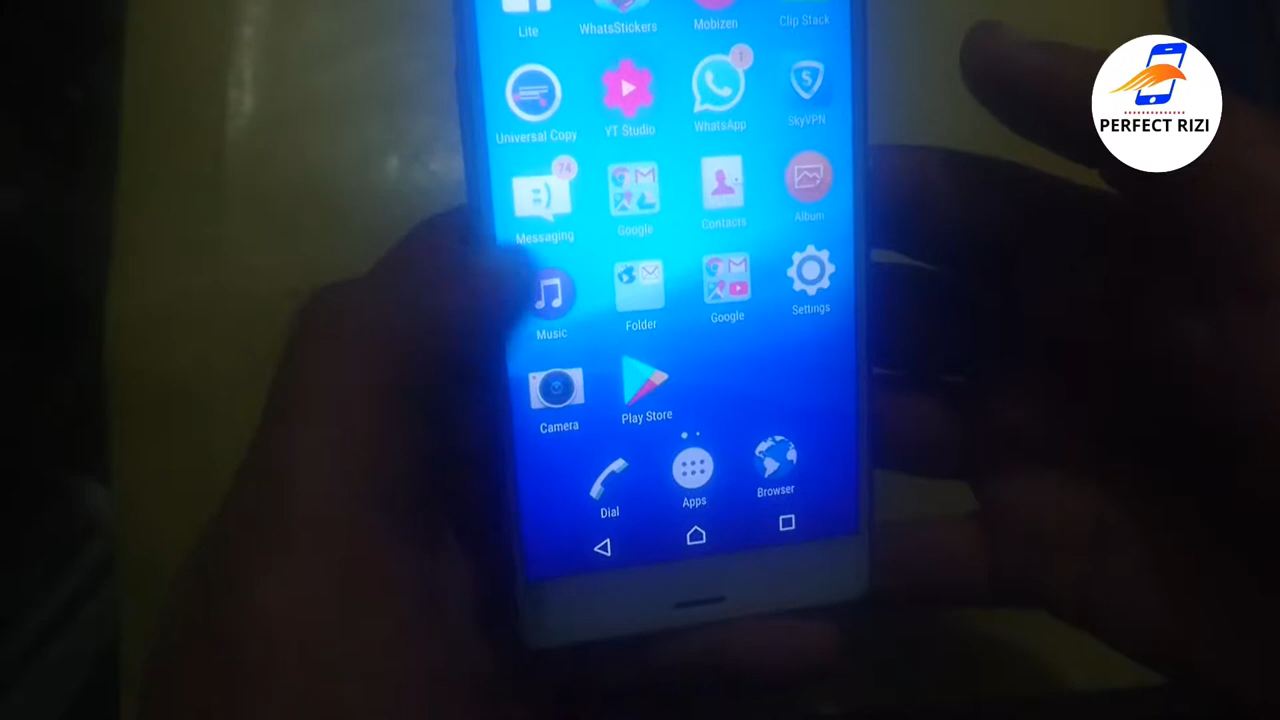 Lite
WhatsStickers
Mobizen
Clip Stack
Universal Copy
YT Studio
1
WhatsApp
S
SkyVPN
74
Messaging
Google
Contacts
Album
Music
Folder
Google
Settings
Camera
Play Store
Dial
Apps
Browser
PERFECT RIZI